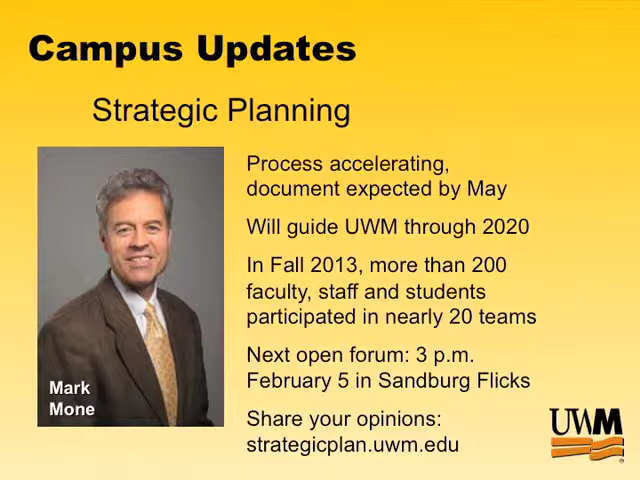 Campus Updates
Strategic Planning
Process accelerating,
document expected by May
Will guide UWM through 2020
In Fall 2013, more than 200
faculty, staff and students
participated in nearly 20 teams
Next open forum: 3 p.m.
February 5 in Sandburg Flicks
Share your opinions:
strategicplan.uwm.edu
Mark
Mone
UWM